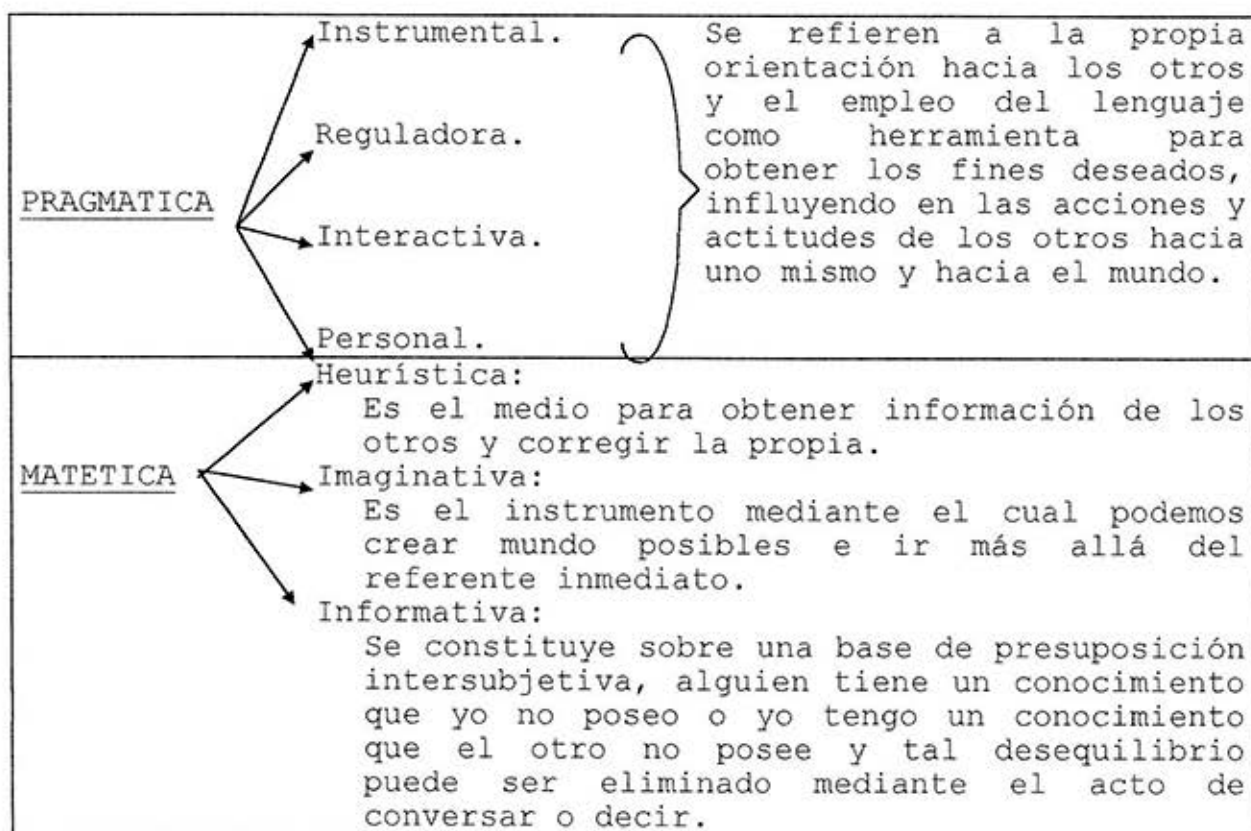 PRAGMATICA
Instrumental.
Reguladora.
Interactiva.
Personal.
Se refieren a la propia
orientación hacia los otros
y el empleo del lenguaje
como herramienta para
obtener los fines deseados,
influyendo en las acciones y
actitudes de los otros hacia
uno mismo y hacia el mundo.
MATETICA
Heurística:
Es el medio para obtener información de los
otros y corregir la propia.
Imaginativa:
Es el instrumento mediante el cual podemos
crear mundo posibles e ir más allá del
referente inmediato.
Informativa:
Se constituye sobre una base de presuposición
intersubjetiva, alguien tiene un conocimiento
que yo no poseo o yo tengo un conocimiento
que el otro no posee y tal desequilibrio
puede ser eliminado mediante el acto de
conversar o decir.